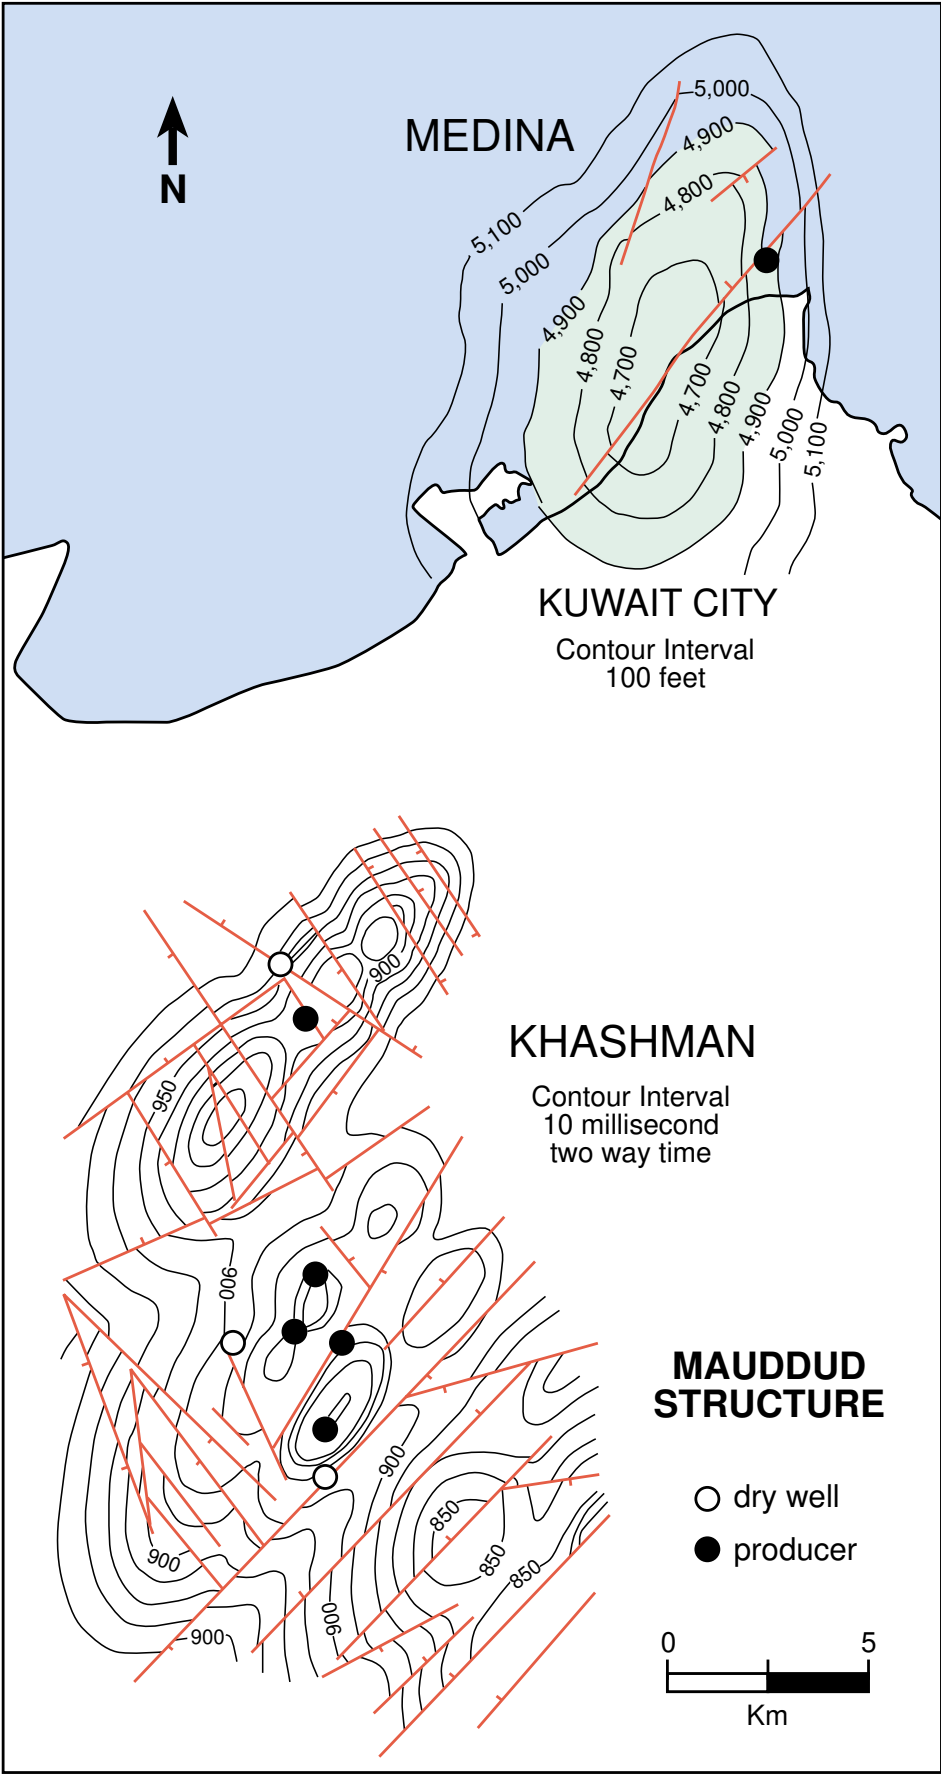 5,000
MEDINA
4,900
N
4,800
5,100
5,000
4,900
4,800
4,700
4,700
4,800
4,900
5,000
5,100
KUWAIT CITY
Contour Interval
100 feet
900
KHASHMAN
950
Contour Interval
10 millisecond
two way time
900
MAUDDUD
STRUCTURE
900
dry well
850
producer
900
850
850
900
900
0 5
Km